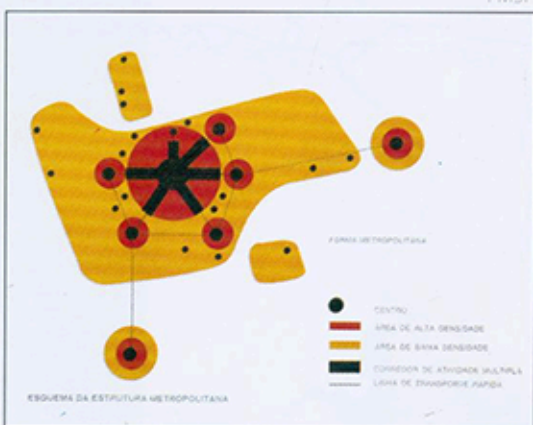 FORMA METROPOLITANA
CENTRO
ÁREA DE ALTA DENSIDADE
ÁREA DE BAIXA DENSIDADE
CORREDOR DE ATIVIDADE MÚLTIPLA
LINHA DE TRANSPORTE RÁPIDA
ESQUEMA DA ESTRUTURA METROPOLITANA